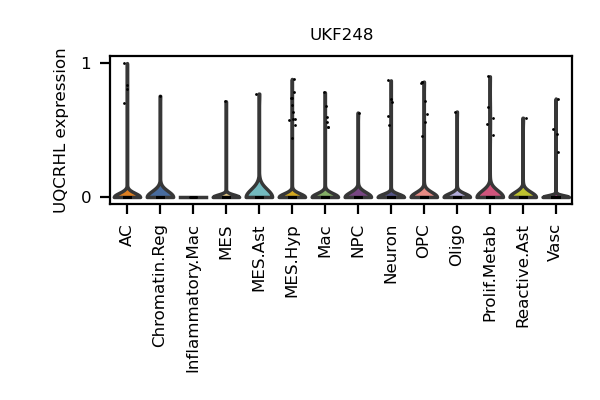 UKF248
UQCRHL expression
1
0
AC
Chromatin.Reg
Inflammatory.Mac
MES
MES.Ast
MES.Hyp
Mac
NPC
Neuron
OPC
Oligo
Prolif.Metab
Reactive.Ast
Vasc